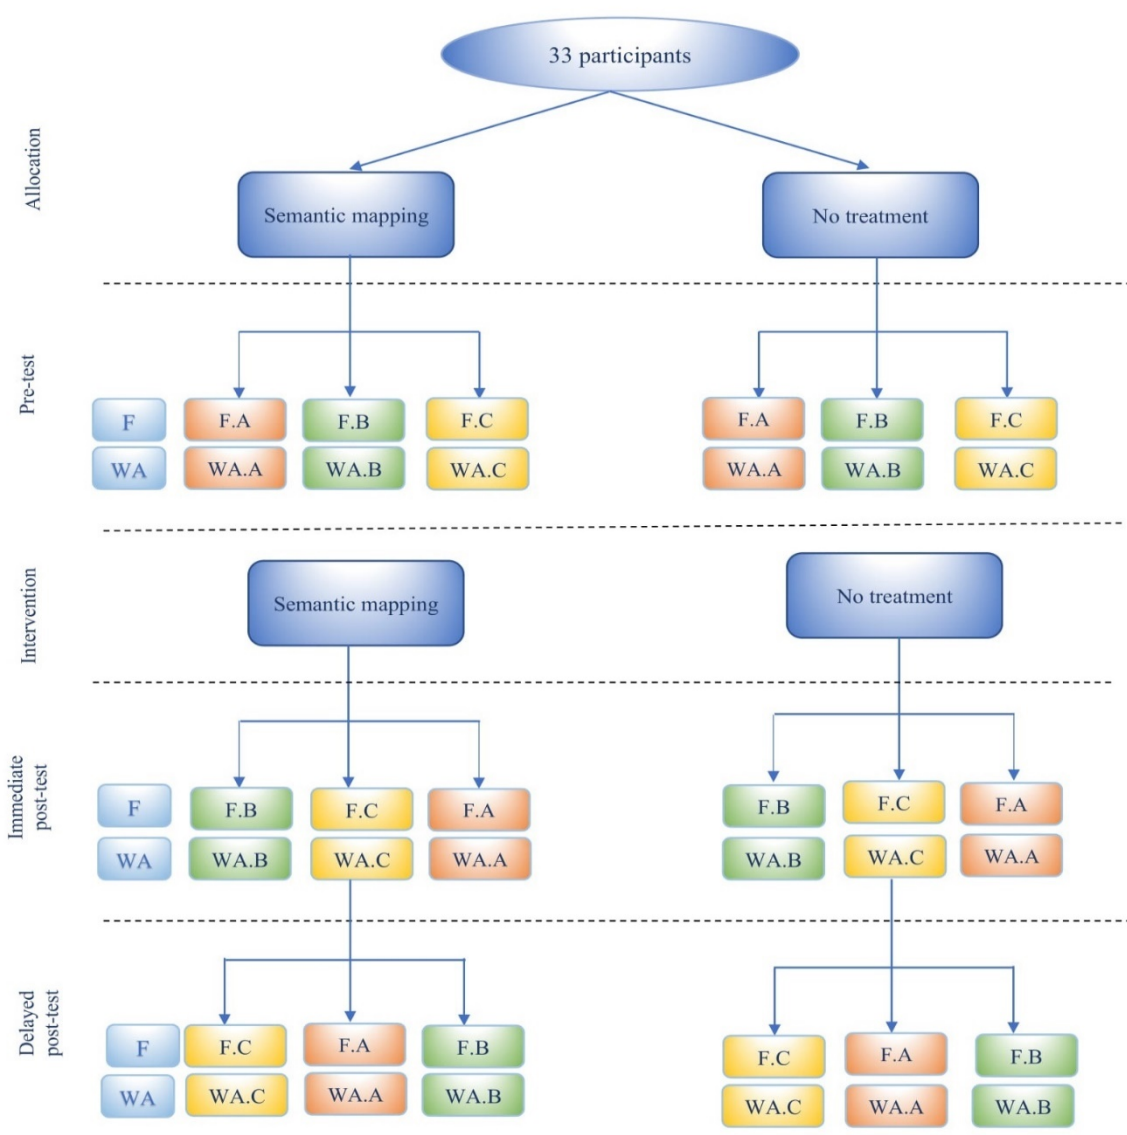 33 participants
Allocation
Semantic mapping
No treatment
Pre-test
F
F.A
F.B
F.C
F.A
F.B
F.C
WA
WA.A
WA.B
WA.C
WA.A
WA.B
WA.C
Intervention
Semantic mapping
No treatment
Immediate
post-test
F
F.B
F.C
F.A
F.B
F.C
F.A
WA
WA.B
WA.C
WA.A
WA.B
WA.C
WA.A
Delayed
post-test
F
F.C
F.A
F.B
F.C
F.A
F.B
WA
WA.C
WA.A
WA.B
WA.C
WA.A
WA.B